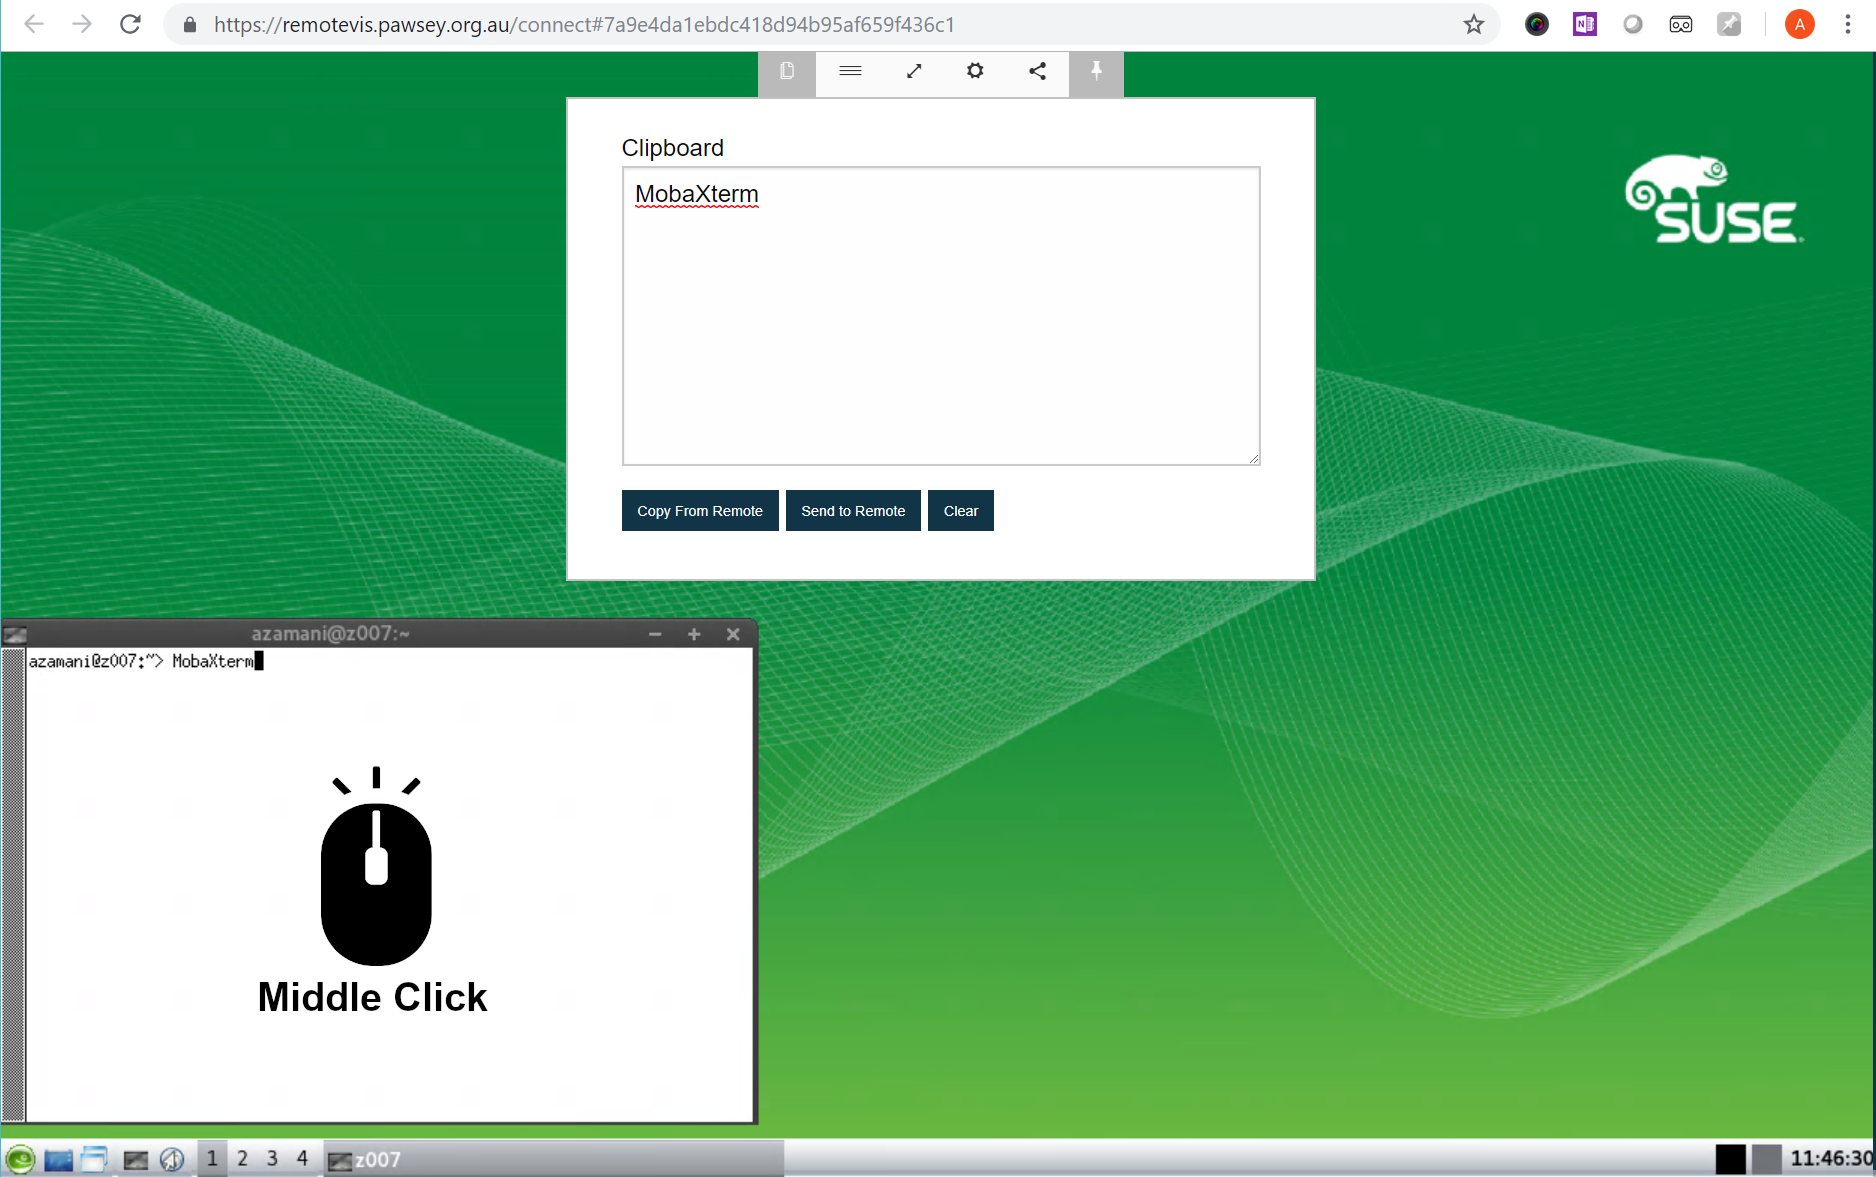 https://remotevis.pawsey.org.au/connect#7a9e4da1ebdc418d94b95af659f436c1
A
Clipboard
MobaXterm
SUSE
Copy From Remote
Send to Remote
Clear
azamani@z007:~
azamani@z007:~> MobaXterm
Middle Click
1 2 3 4 z007
11:46:30